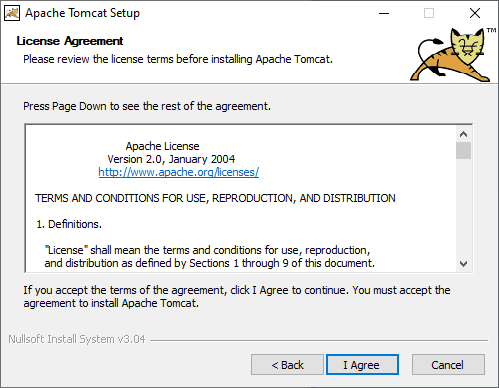 Apache Tomcat Setup
License Agreement
Please review the license terms before installing Apache Tomcat.
TM
Press Page Down to see the rest of the agreement.
Apache License
Version 2.0, January 2004
http://www.apache.org/licenses/
TERMS AND CONDITIONS FOR USE, REPRODUCTION, AND DISTRIBUTION
1. Definitions.
"License" shall mean the terms and conditions for use, reproduction,
and distribution as defined by Sections 1 through 9 of this document.
If you accept the terms of the agreement, click I Agree to continue. You must accept the
agreement to install Apache Tomcat.
Nullsoft Install System v3.04
< Back
I Agree
Cancel